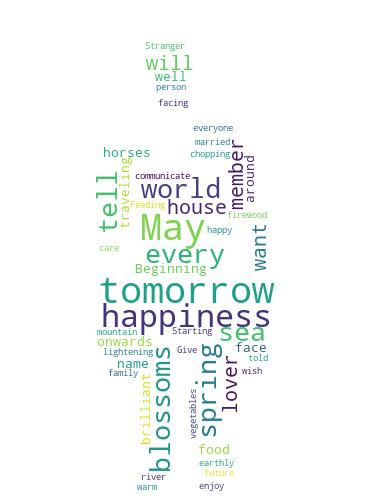 Stranger
will
well
person
facing
everyone
married
horses
chopping
member
around
traveling
communicate
tell
world
Feeding
house
firewood
May
happy
want
every
care
Beginning
tomorrow
happiness
mountain
Starting
sea
onwards
lightening
Give
face
name
told
family
lover
wish
blossoms
spring.
brilliant
vegetables
food
earthly
river
future
warm
enjoy